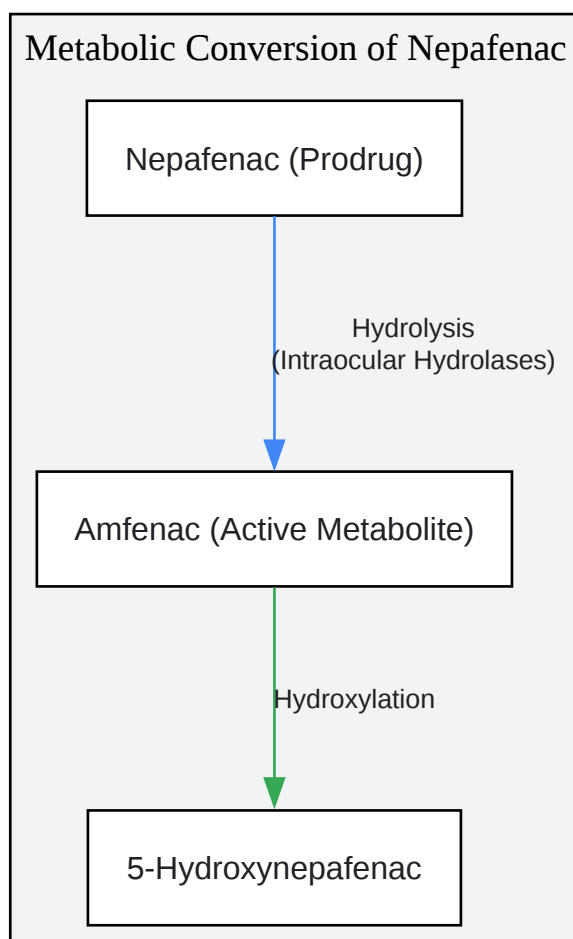 Metabolic Conversion of Nepafenac
Nepafenac (Prodrug)
Hydrolysis
(Intraocular Hydrolases)
Amfenac (Active Metabolite)
Hydroxylation
5-Hydroxynepafenac